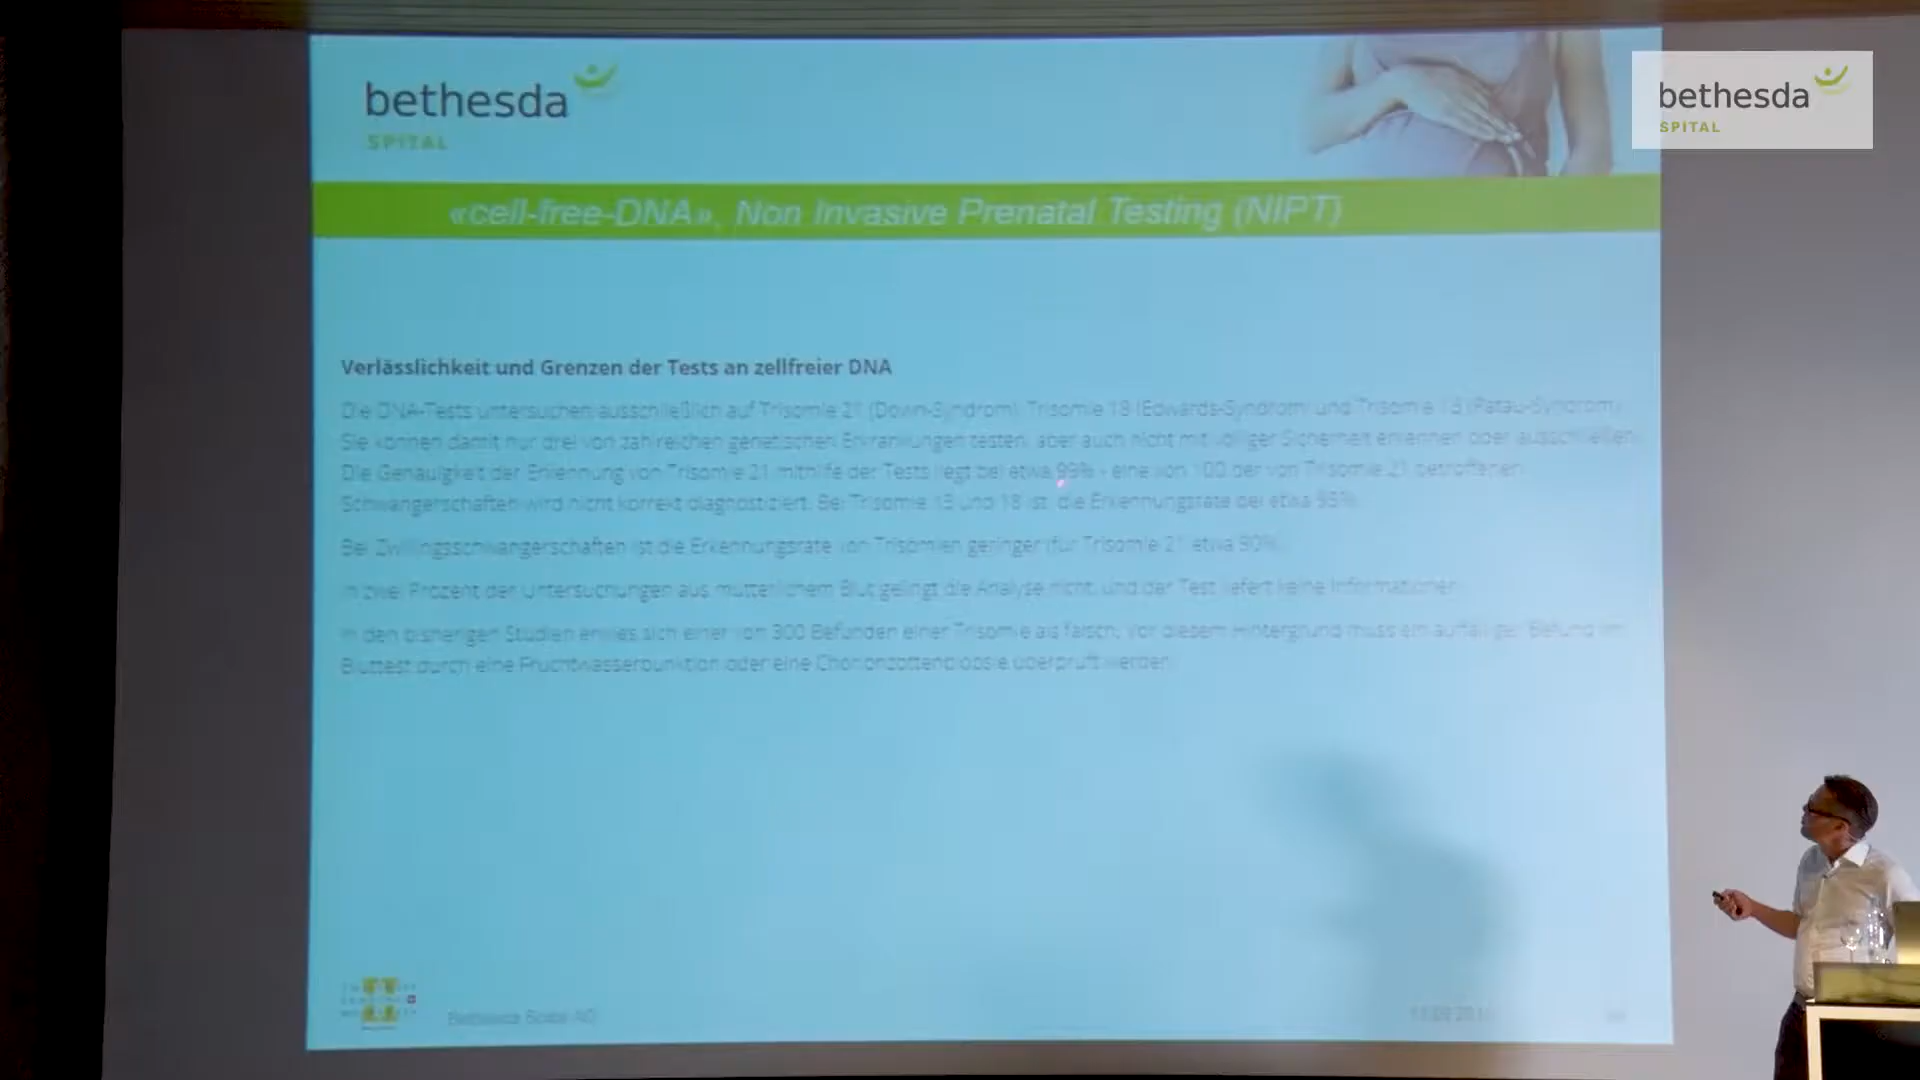 bethesda
SPITAL
bethesda
SPITAL
«cell-free-DNA», Non Invasive Prenatal Testing (NIPT)
Verlässlichkeit und Grenzen der Tests an zellfreier DNA
Die DNA-Tests untersuchen ausschließlich auf Trisomie 21 (Down-Syndrom), Trisomie 18 (Edwards-Syndrom) und Trisomie 13 (Patau-Syndrom).
Sie können damit nur drei von zahlreichen genetischen Erkrankungen testen, aber auch nicht mit völliger Sicherheit erkennen oder ausschließen.
Die Genauigkeit der Erkennung von Trisomie 21 mithilfe der Tests liegt bei etwa 99% - eine von 100 der von Trisomie 21 betroffenen
Schwangerschaften wird nicht korrekt diagnostiziert. Bei Trisomie 13 und 18 ist die Erkennungsrate bei etwa
Bei Zwillingsschwangerschaften ist die Erkennungsrate von Trisomien geringer (für Trisomie 21 etwa 90%
In zwei Prozent der Untersuchungen aus mütterlichem Blut gelingt die Analyse nicht, und der Test liefert keine Informationen
In den bisherigen Studien erwies sich einer von 300 Befunden einer Trisomie als falsch. Vor diesem Hintergrund muss ein auffälliger Befund im
Bluttest durch eine Fruchtwasserpunktion oder eine Chorionzottenbiopsie überprüft werden.
Bethesda Spital AG